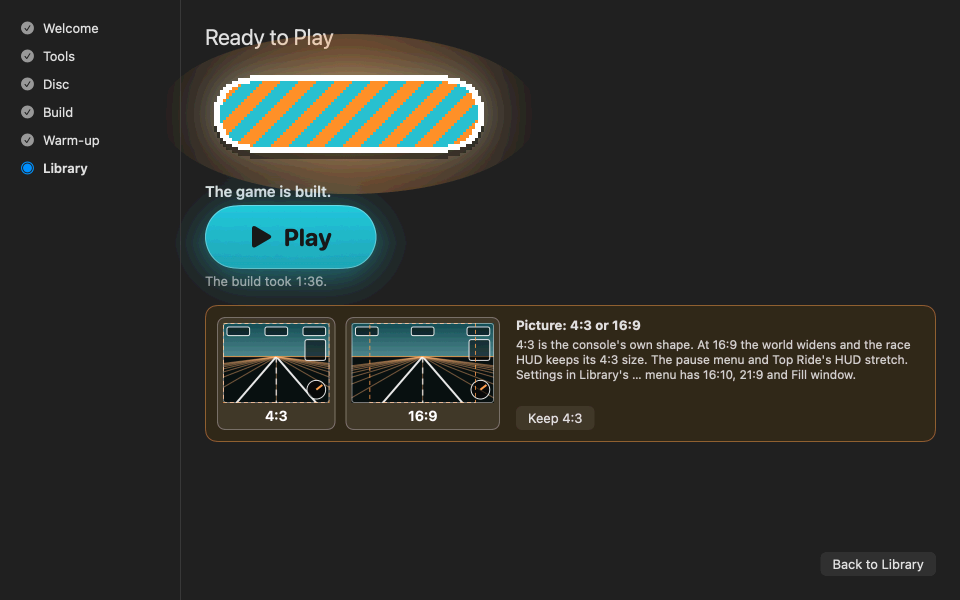 Welcome
Tools
Disc
Build
Warm-up
Library
Ready to Play
The game is built.
Play
The build took 1:36.
4:3
16:9
Picture: 4:3 or 16:9
4:3 is the console's own shape. At 16:9 the world widens and the race
HUD keeps its 4:3 size. The pause menu and Top Ride's HUD stretch.
Settings in Library's ... menu has 16:10, 21:9 and Fill window.
Keep 4:3
Back to Library